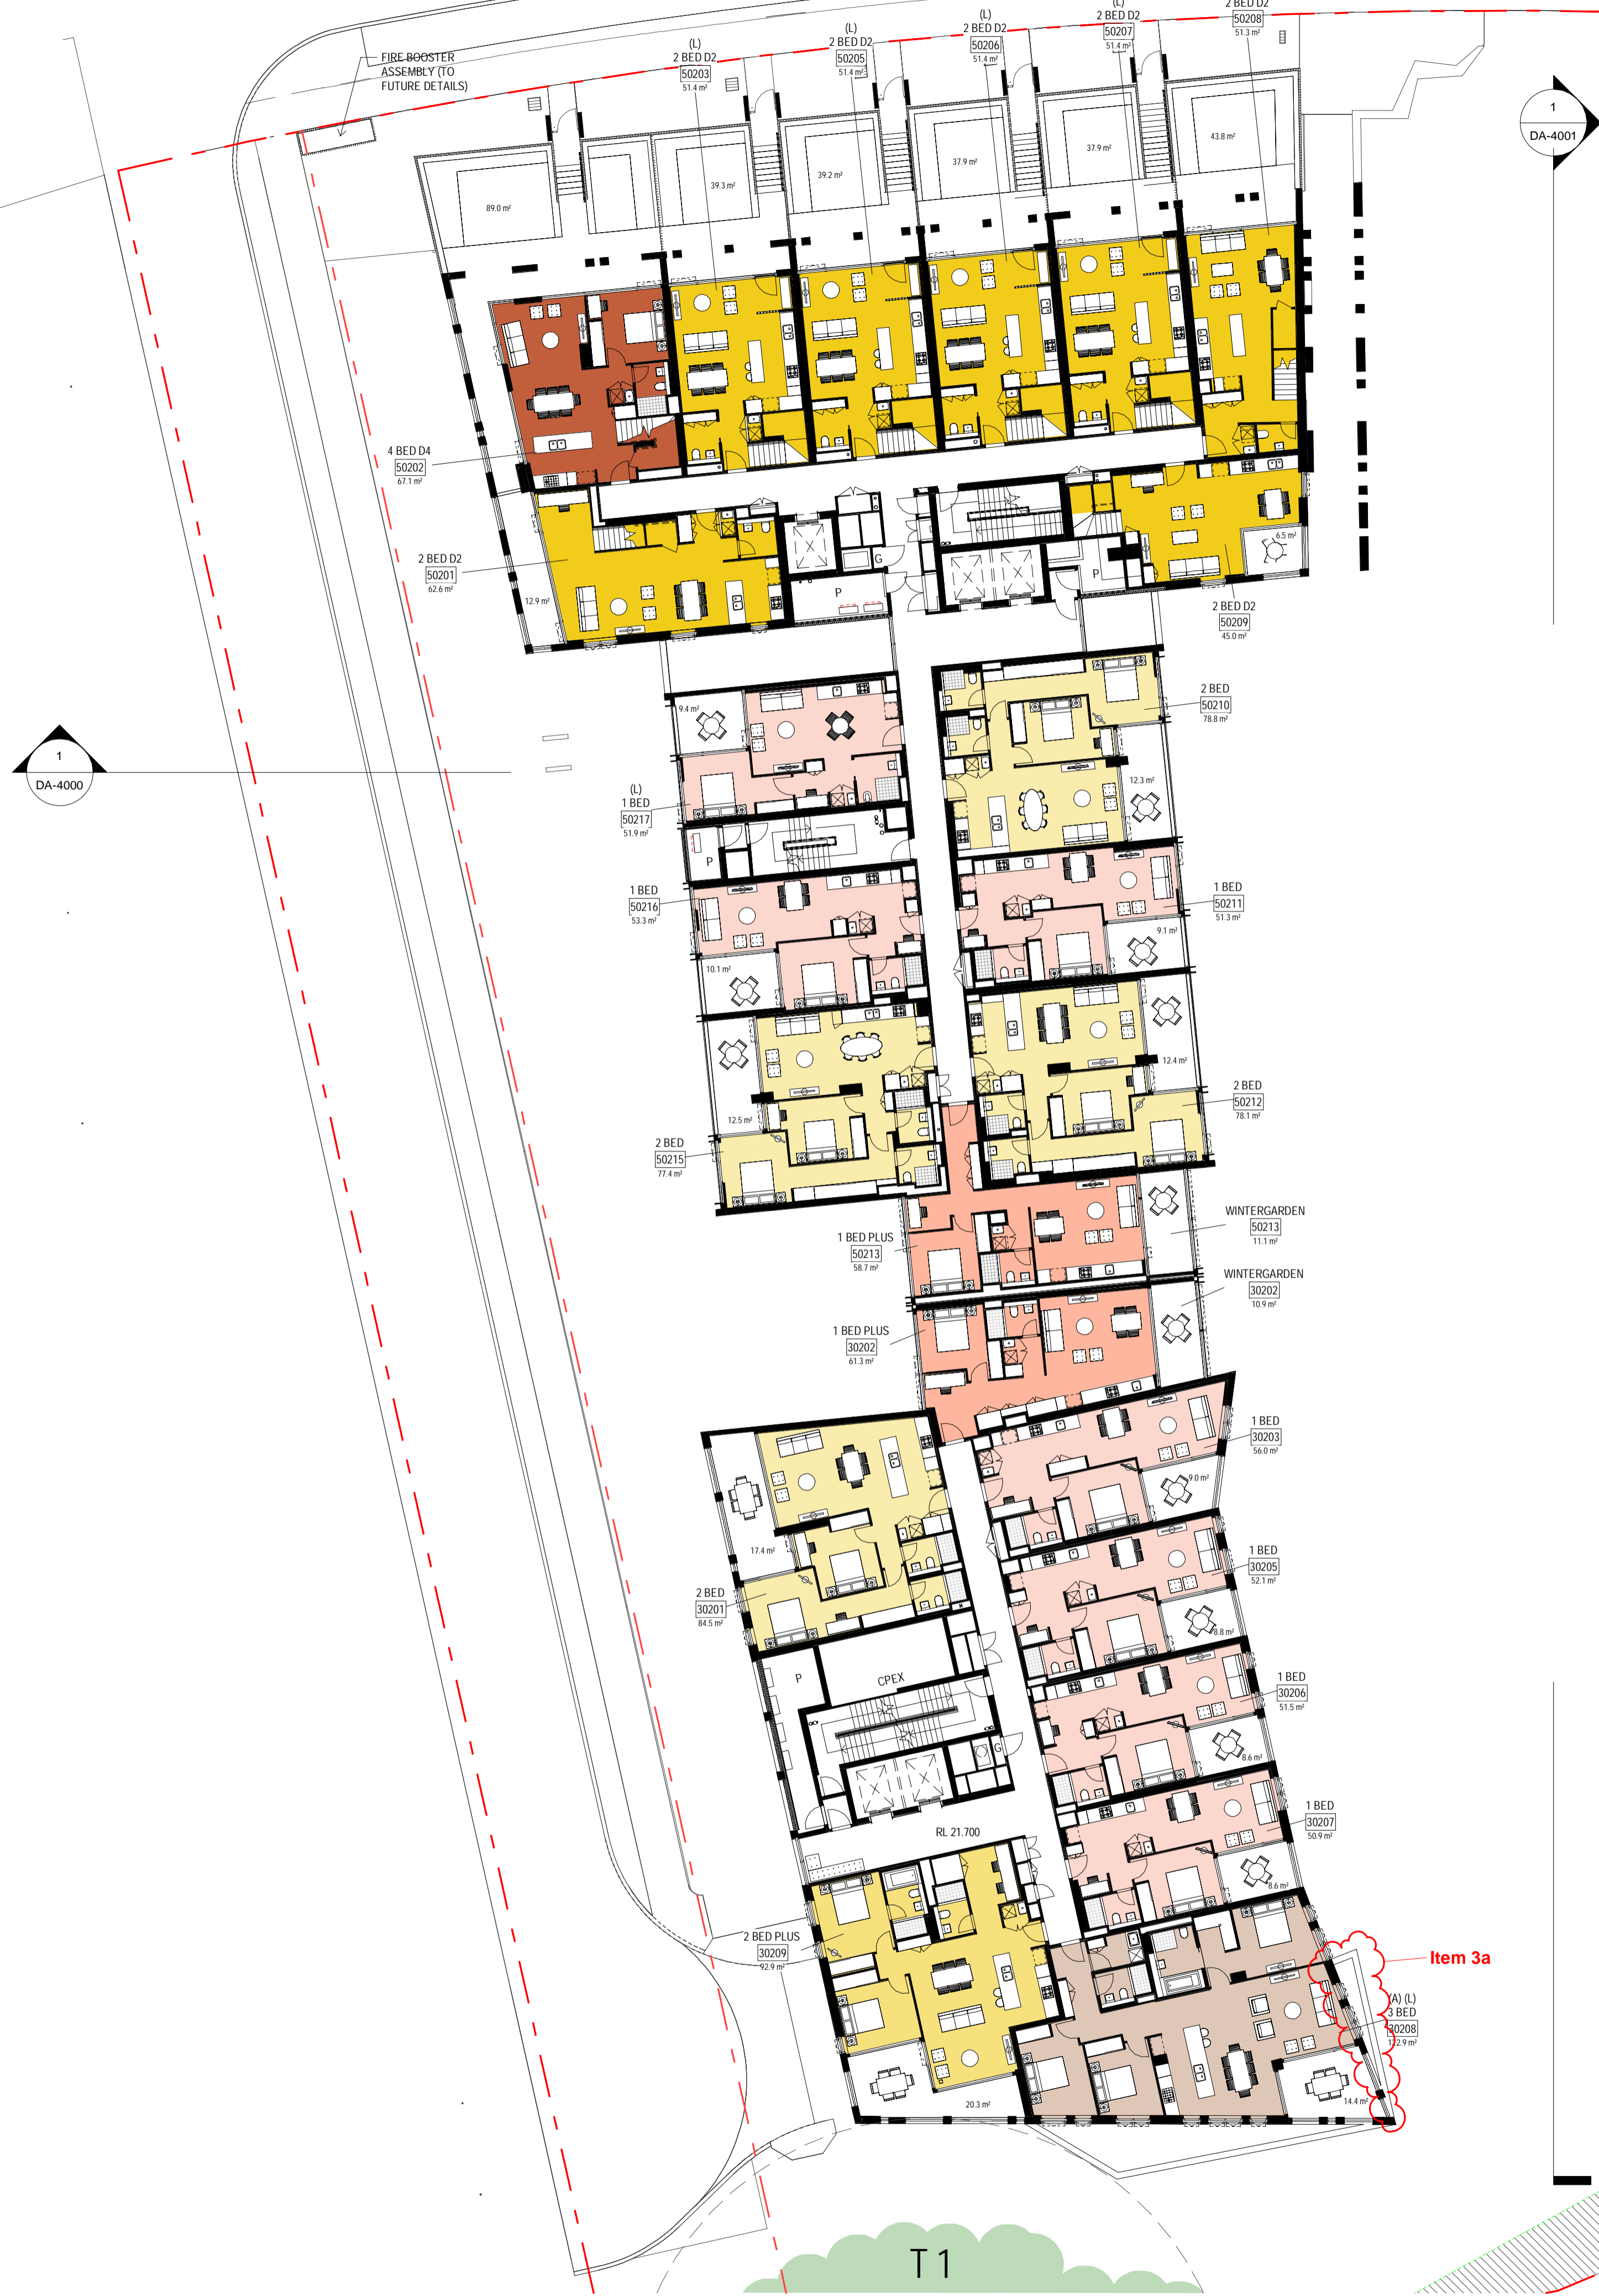 2 BED D2
50208
51.3 m²
(L)
2 BED D2
50207
51.4 m²
(L)
2 BED D2
50206
51.4 m²
(L)
2 BED D2
50205
51.4 m²
(L)
2 BED D2
50203
51.4 m²
FIRE BOOSTER
ASSEMBLY (TO
FUTURE DETAILS)
1
DA-4001
89.0 m²
39.3 m²
39.2 m²
37.9 m²
37.9 m²
43.8 m²
4 BED D4
50202
67.1 m²
2 BED D2
50201
62.6 m²
12.9 m²
G
P
P
6.5 m²
2 BED D2
50209
45.0 m²
1
DA-4000
9.4 m²
2 BED
50210
78.8 m²
12.3 m²
(L)
1 BED
50217
51.9 m²
P
1 BED
50216
53.3 m²
10.1 m²
1 BED
50211
51.3 m²
9.1 m²
12.4 m²
12.5 m²
2 BED
50212
78.1 m²
2 BED
50215
77.4 m²
WINTERGARDEN
50213
11.1 m²
1 BED PLUS
50213
58.7 m²
WINTERGARDEN
30202
10.9 m²
1 BED PLUS
30202
61.3 m²
1 BED
30203
56.0 m²
9.0 m²
17.4 m²
2 BED
30201
84.5 m²
1 BED
30205
52.1 m²
8.8 m²
P
CPEX
1 BED
30206
51.5 m²
8.6 m²
G
RL 21.700
1 BED
30207
50.9 m²
8.6 m²
2 BED PLUS
30209
92.9 m²
Item 3a
(A) (L)
3 BED
30208
122.9 m²
14.4 m²
20.3 m²
T 1